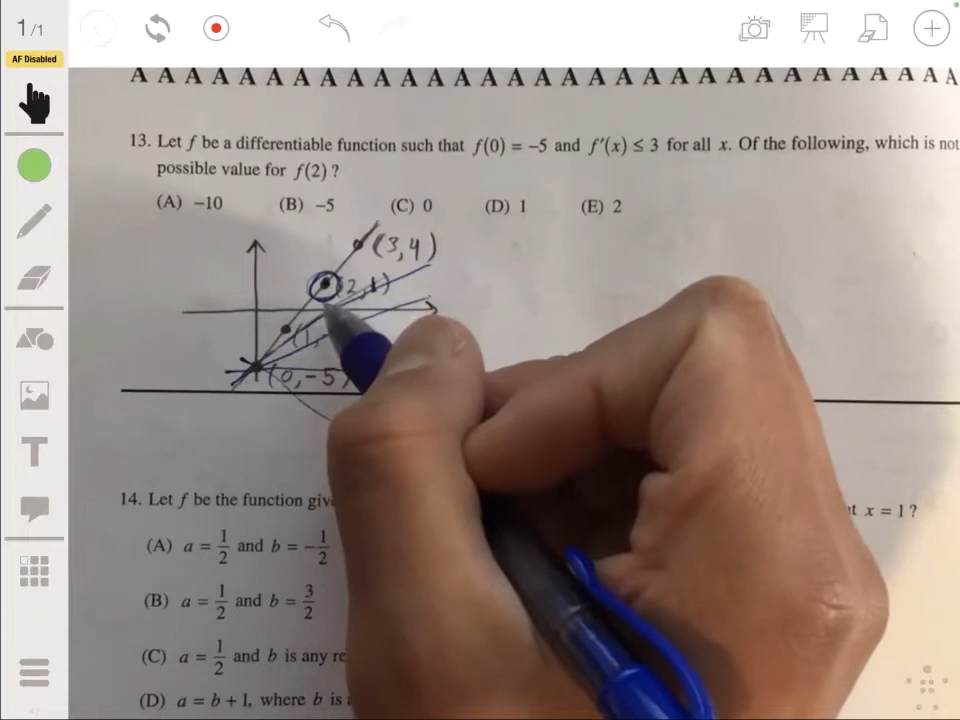 1/1
AF Disabled
A A A A A A A A A A A A A A A A A A A A A A A A A A A A A A A
13. Let f be a differentiable function such that f(0) = −5 and f′(x) ≤ 3 for all x. Of the following, which is not
possible value for f(2) ?
(A) −10 (B) −5 (C) 0 (D) 1 (E) 2
(3,4)
(2,1)
(1,
(0,-5)
14. Let f be the function give
t x = 1 ?
(A) a = 1/2 and b = −1/2
(B) a = 1/2 and b = 3/2
(C) a = 1/2 and b is any re
(D) a = b + 1, where b is
T